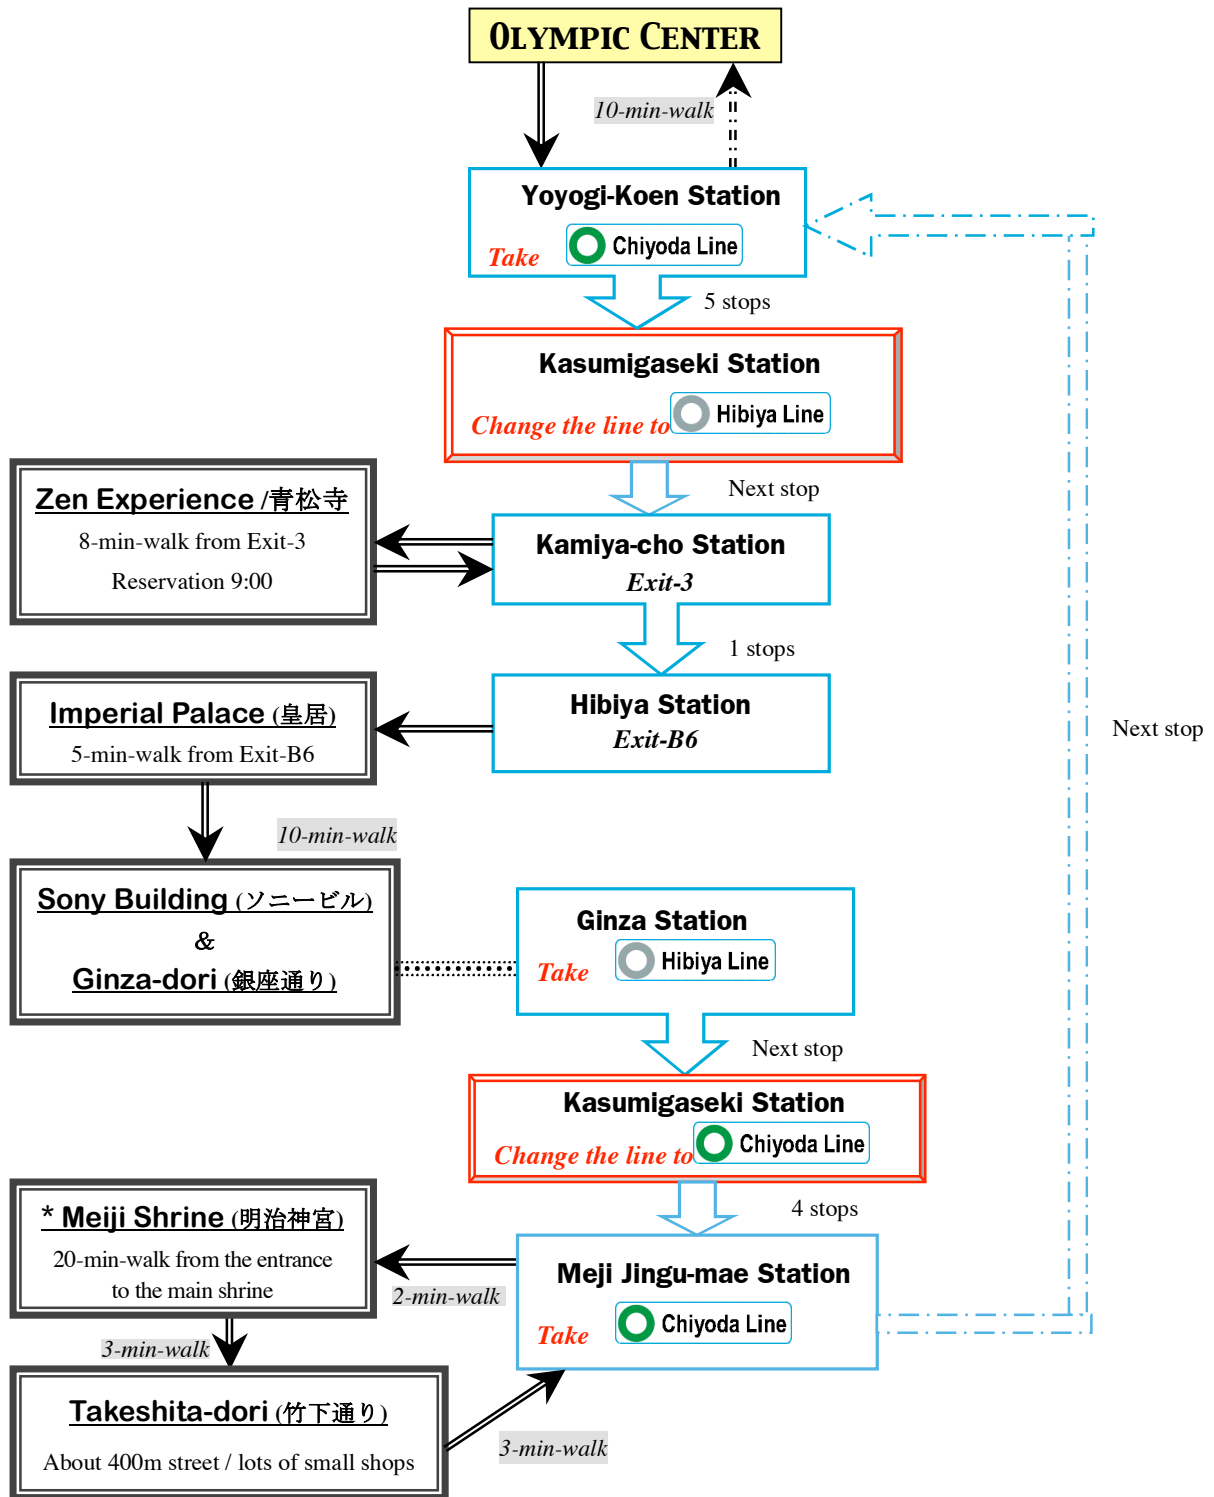 OLYMPIC CENTER
10-min-walk
Yoyogi-Koen Station
Take Chiyoda Line
5 stops
Kasumigaseki Station
Change the line to Hibiya Line
Next stop
Zen Experience /青松寺
8-min-walk from Exit-3
Reservation 9:00
Kamiya-cho Station
Exit-3
1 stops
Imperial Palace (皇居)
5-min-walk from Exit-B6
Hibiya Station
Exit-B6
Next stop
10-min-walk
Sony Building (ソニービル)
&
Ginza-dori (銀座通り)
Ginza Station
Take Hibiya Line
Next stop
Kasumigaseki Station
Change the line to Chiyoda Line
4 stops
* Meiji Shrine (明治神宮)
20-min-walk from the entrance
to the main shrine
2-min-walk
Meji Jingu-mae Station
Take Chiyoda Line
3-min-walk
Takeshita-dori (竹下通り)
About 400m street / lots of small shops
3-min-walk